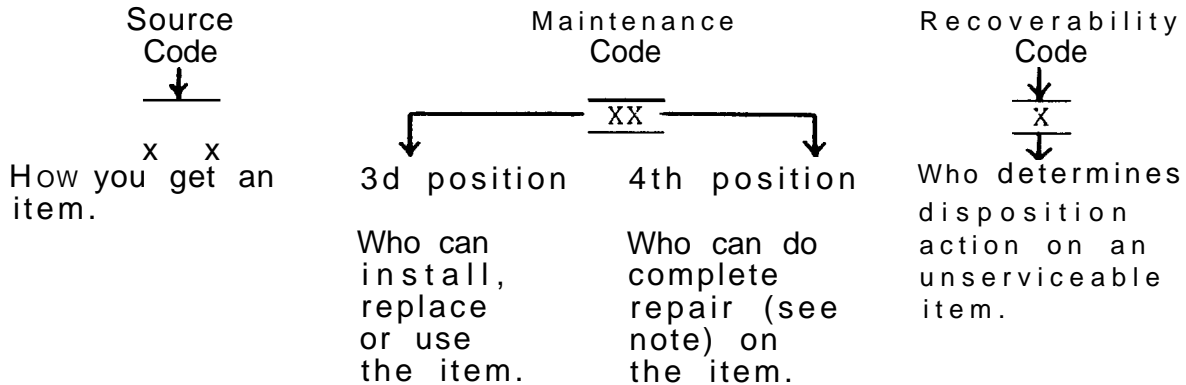 Source
Code
x x
How you get an
item.
Maintenance
Code
XX
3d position
Who can
install,
replace
or use
the item.
4th position
Who can do
complete
repair (see
note) on
the item.
Recoverability
Code
X
Who determines
disposition
action on an
unserviceable
item.